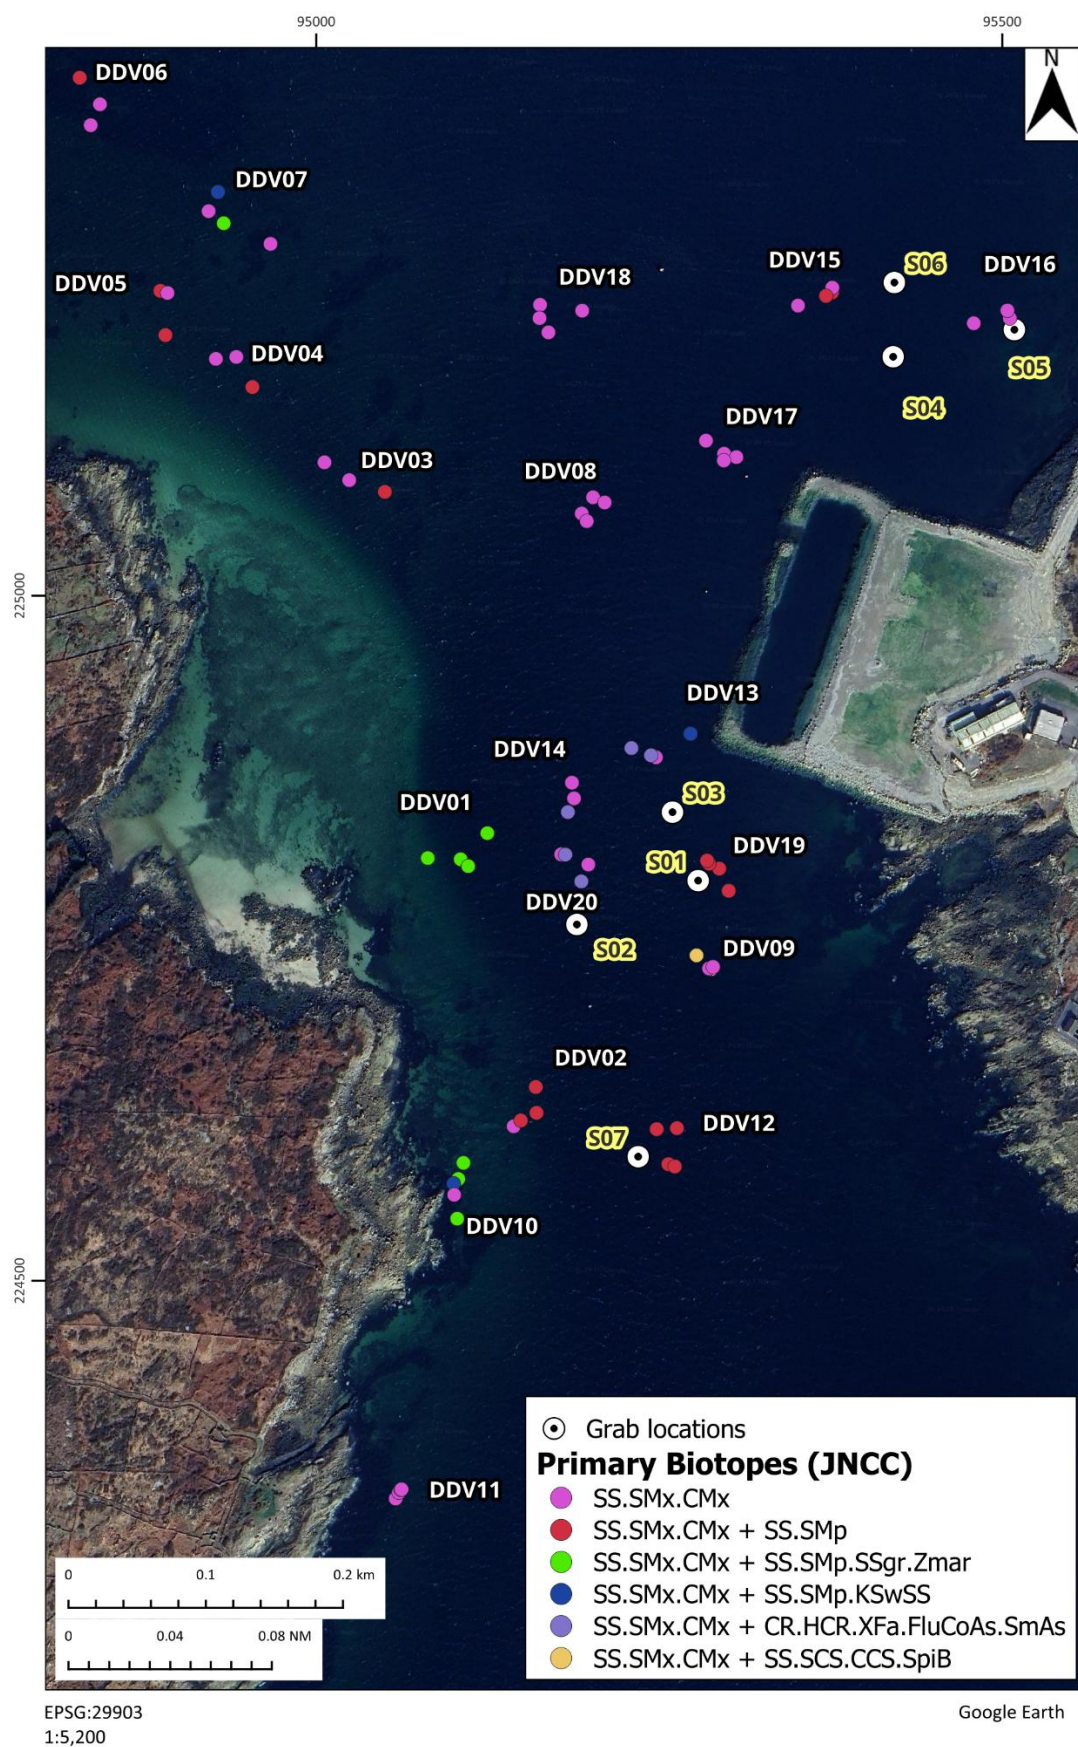 95000
95500
N
DDV06
DDV07
S06
DDV15
DDV16
DDV18
DDV05
DDV04
S05
S04
DDV17
DDV03
DDV08
225000
DDV13
DDV14
S03
DDV01
DDV19
S01
DDV20
S02
DDV09
DDV02
DDV12
S07
DDV10
224500
DDV11
Grab locations
Primary Biotopes (JNCC)
SS.SMx.CMx
SS.SMx.CMx + SS.SMp
SS.SMx.CMx + SS.SMp.SSgr.Zmar
SS.SMx.CMx + SS.SMp.KSwSS
SS.SMx.CMx + CR.HCR.XFa.FluCoAs.SmAs
SS.SMx.CMx + SS.SCS.CCS.SpiB
0 0.1 0.2 km
0 0.04 0.08 NM
EPSG:29903
Google Earth
1:5,200